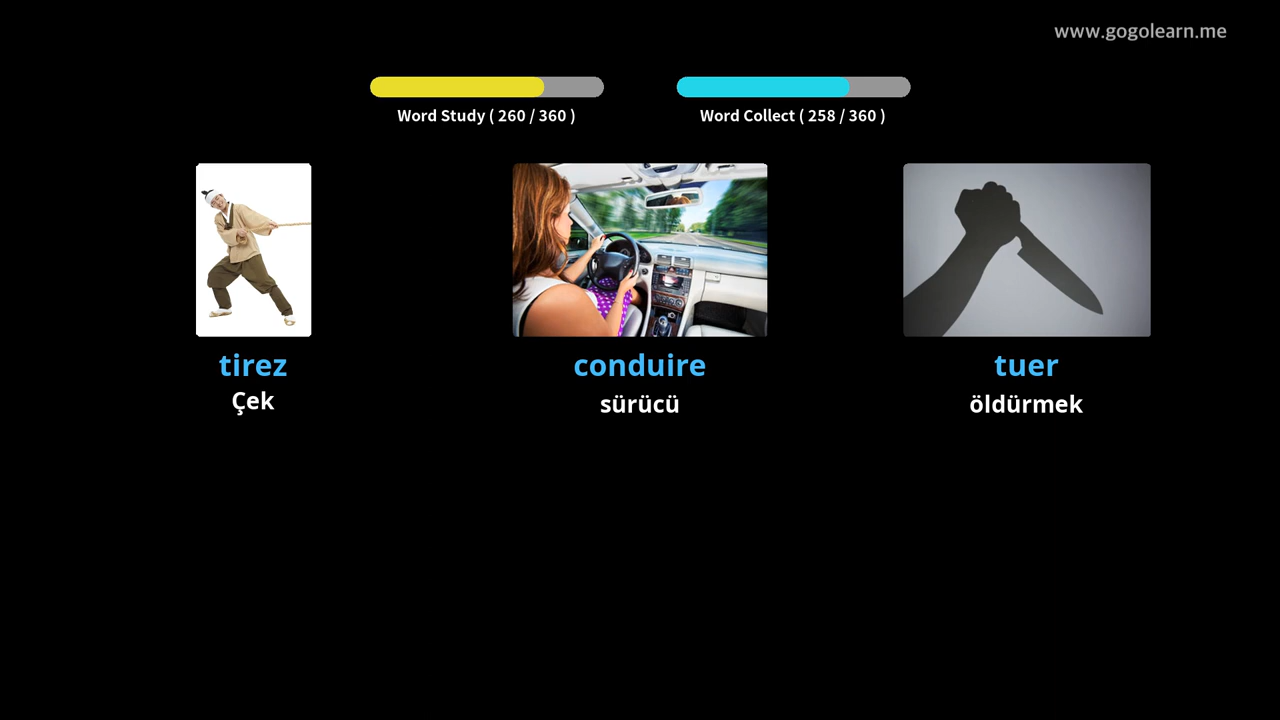 www.gogolearn.me
Word Study ( 260 / 360 )
Word Collect ( 258 / 360 )
tirez
Çek
conduire
sürücü
tuer
öldürmek